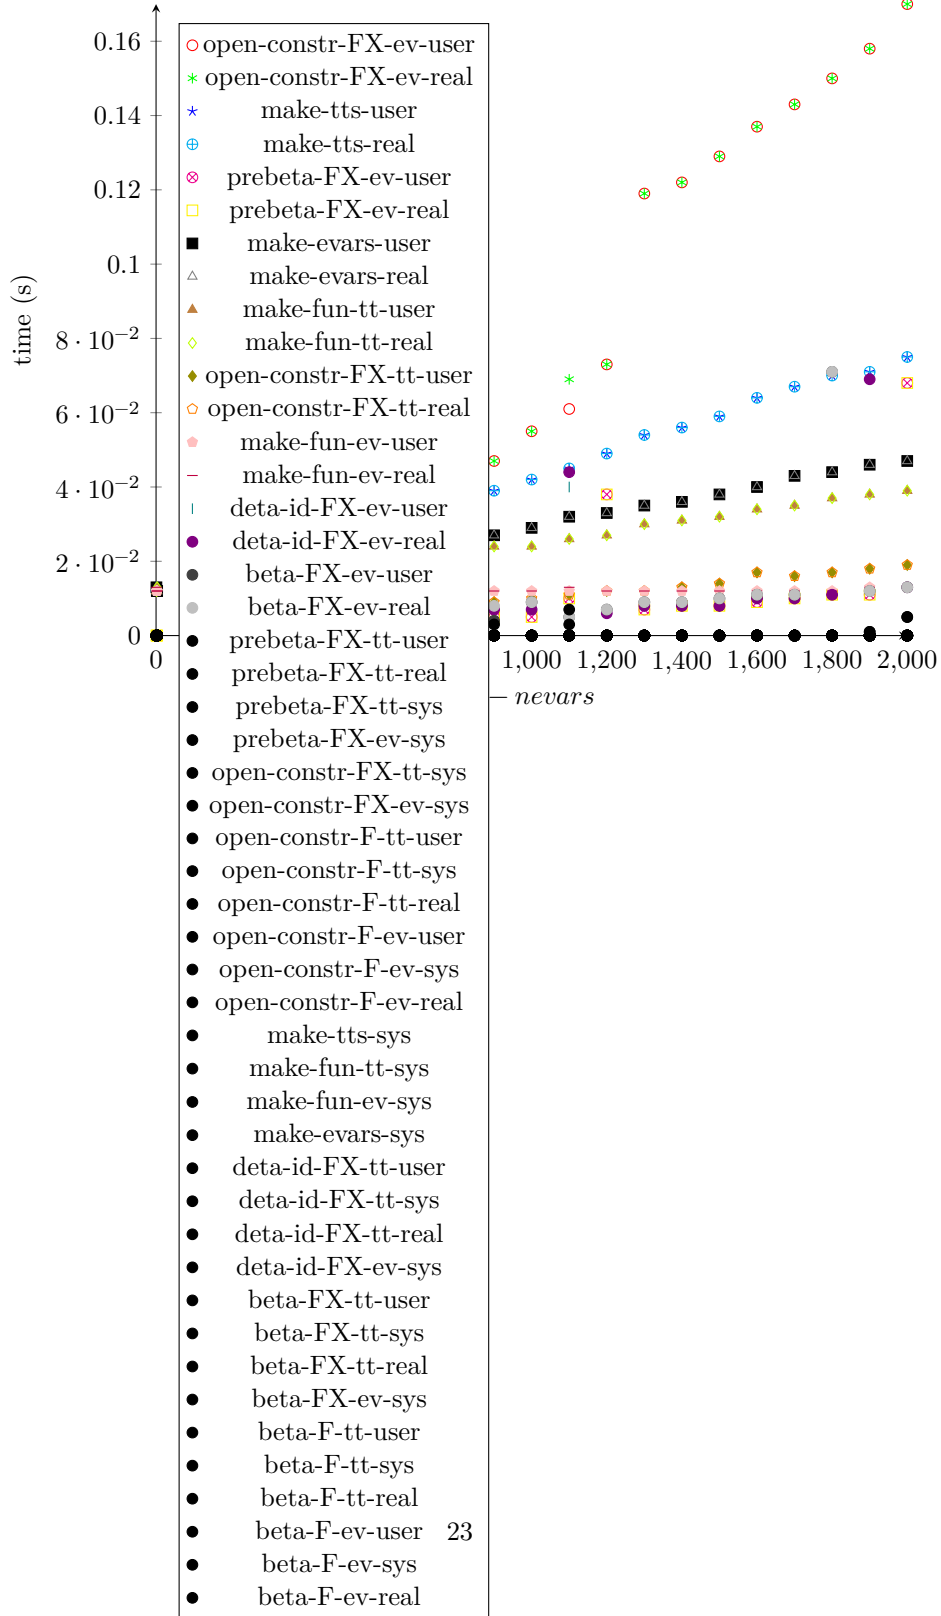 0.16
0.14
0.12
0.1
8 · 10−2
6 · 10−2
4 · 10−2
2 · 10−2
0
time (s)
open-constr-FX-ev-user
open-constr-FX-ev-real
make-tts-user
make-tts-real
prebeta-FX-ev-user
prebeta-FX-ev-real
make-evars-user
make-evars-real
make-fun-tt-user
make-fun-tt-real
open-constr-FX-tt-user
open-constr-FX-tt-real
make-fun-ev-user
make-fun-ev-real
deta-id-FX-ev-user
deta-id-FX-ev-real
beta-FX-ev-user
beta-FX-ev-real
prebeta-FX-tt-user
prebeta-FX-tt-real
prebeta-FX-tt-sys
prebeta-FX-ev-sys
open-constr-FX-tt-sys
open-constr-FX-ev-sys
open-constr-F-tt-user
open-constr-F-tt-sys
open-constr-F-tt-real
open-constr-F-ev-user
open-constr-F-ev-sys
open-constr-F-ev-real
make-tts-sys
make-fun-tt-sys
make-fun-ev-sys
make-evars-sys
deta-id-FX-tt-user
deta-id-FX-tt-sys
deta-id-FX-tt-real
deta-id-FX-ev-sys
beta-FX-tt-user
beta-FX-tt-sys
beta-FX-tt-real
beta-FX-ev-sys
beta-F-tt-user
beta-F-tt-sys
beta-F-tt-real
beta-F-ev-user
beta-F-ev-sys
beta-F-ev-real
0 1,000 1,200 1,400 1,600 1,800 2,000
− nevars
23